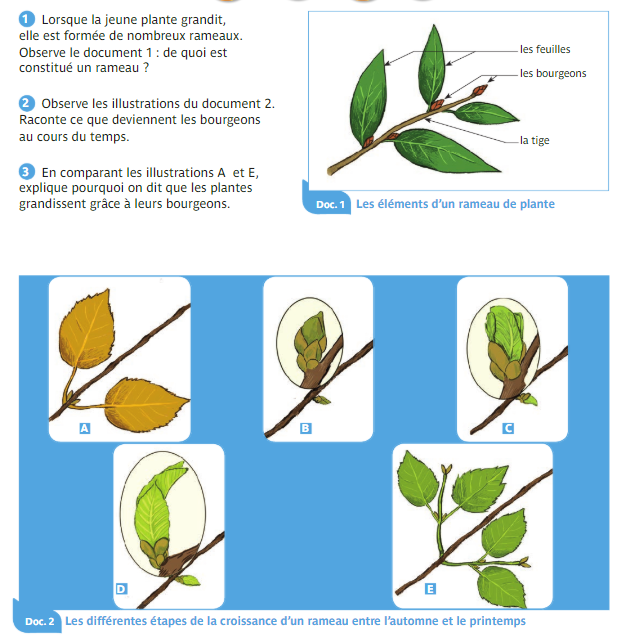 1 Lorsque la jeune plante grandit,
elle est formée de nombreux rameaux.
Observe le document 1 : de quoi est
constitué un rameau ?
2 Observe les illustrations du document 2.
Raconte ce que deviennent les bourgeons
au cours du temps.
3 En comparant les illustrations A et E,
explique pourquoi on dit que les plantes
grandissent grâce à leurs bourgeons.
les feuilles
les bourgeons
la tige
Doc. 1 Les éléments d'un rameau de plante
A
B
C
D
E
Doc. 2 Les différentes étapes de la croissance d'un rameau entre l'automne et le printemps